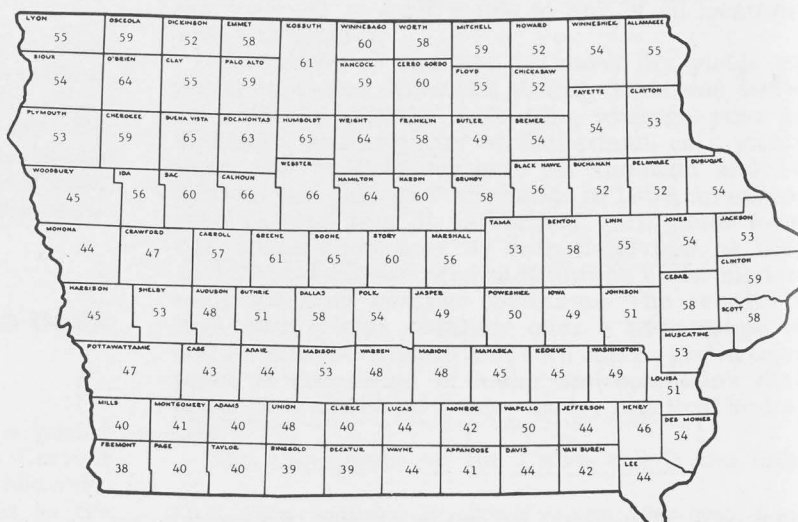 LYON
55
OSCEOLA
59
DICKINSON
52
EMMET
58
KOSSUTH
61
WINNEBAGO
60
WORTH
58
MITCHELL
59
HOWARD
52
WINNESHIEK
54
ALLAMAKEE
55
SIOUX
54
O'BRIEN
64
CLAY
55
PALO ALTO
59
HANCOCK
59
CERRO GORDO
60
FLOYD
55
CHICKASAW
52
FAYETTE
54
CLAYTON
53
PLYMOUTH
53
CHEROKEE
59
BUENA VISTA
65
POCAHONTAS
63
HUMBOLDT
65
WRIGHT
64
FRANKLIN
58
BUTLER
49
BREMER
54
WOODBURY
45
IDA
56
SAC
60
CALHOUN
66
WEBSTER
66
HAMILTON
64
HARDIN
60
GRUNDY
58
BLACK HAWK
56
BUCHANAN
52
DELAWARE
52
DUBUQUE
54
MONONA
44
CRAWFORD
47
CARROLL
57
GREENE
61
BOONE
65
STORY
60
MARSHALL
56
TAMA
53
BENTON
58
LINN
55
JONES
54
JACKSON
53
CLINTON
59
HARRISON
45
SHELBY
53
AUDUBON
48
GUTHRIE
51
DALLAS
58
POLK
54
JASPER
49
POWESHIEK
50
IOWA
49
JOHNSON
51
CEDAR
58
SCOTT
58
MUSCATINE
53
POTTAWATTAMIE
47
CASS
43
ADAIR
44
MADISON
53
WARREN
48
MARION
48
MAHASKA
45
KEOKUK
45
WASHINGTON
49
LOUISA
51
MILLS
40
MONTGOMERY
41
ADAMS
40
UNION
48
CLARKE
40
LUCAS
44
MONROE
42
WAPELLO
50
JEFFERSON
44
HENRY
46
DES MOINES
54
FREMONT
38
PAGE
40
TAYLOR
40
RINGGOLD
39
DECATUR
39
WAYNE
44
APPANOOSE
41
DAVIS
44
VAN BUREN
42
LEE
44